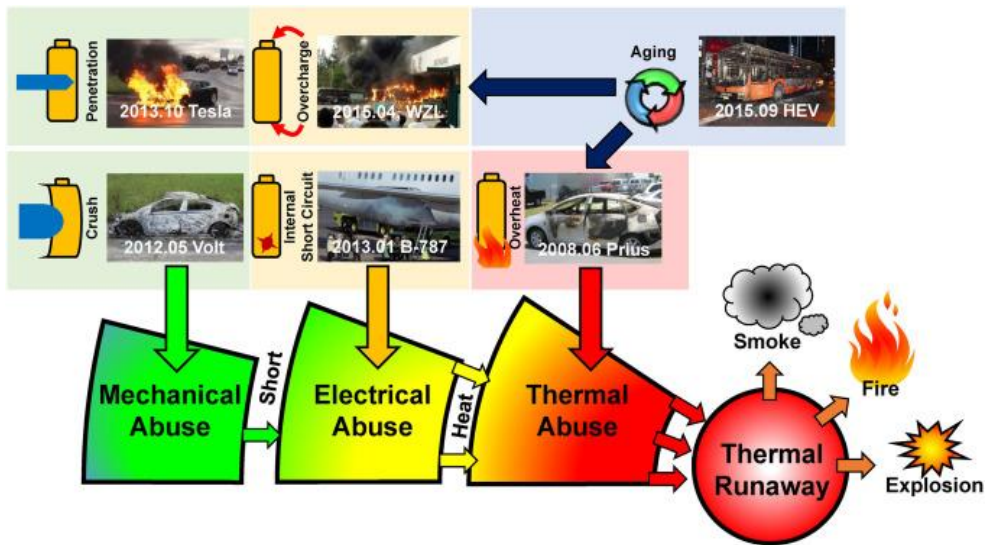 Penetration
2013.10 Tesla
Overcharge
2015.04, WZL
Aging
2015.09 HEV
Crush
2012.05 Volt
Internal
Short Circuit
2013.01 B-787
Overheat
2008.06 Prius
Mechanical
Abuse
Short
Electrical
Abuse
Heat
Thermal
Abuse
Thermal
Runaway
Smoke
Fire
Explosion